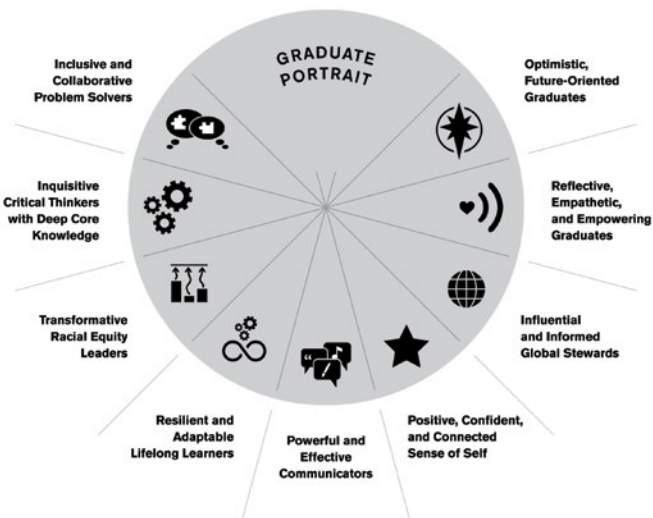 GRADUATE
PORTRAIT
Inclusive and
Collaborative
Problem Solvers
Optimistic,
Future-Oriented
Graduates
Inquisitive
Critical Thinkers
with Deep Core
Knowledge
Reflective,
Empathetic,
and Empowering
Graduates
Transformative
Racial Equity
Leaders
Influential
and Informed
Global Stewards
Resilient and
Adaptable
Lifelong Learners
Powerful and
Effective
Communicators
Positive, Confident,
and Connected
Sense of Self